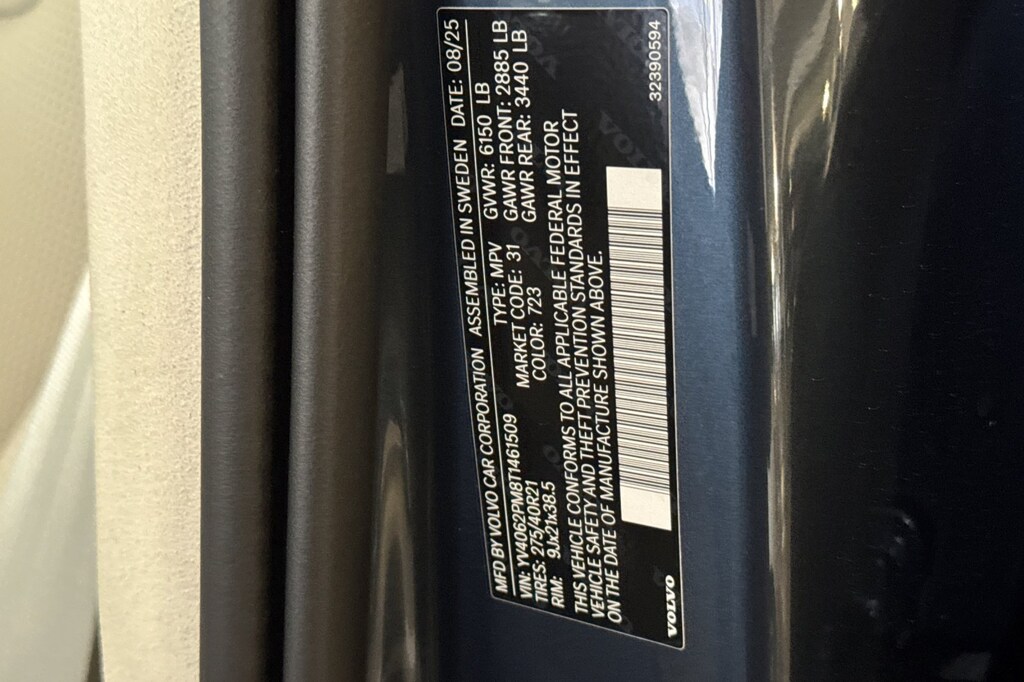 MFD BY VOLVO CAR CORPORATION ASSEMBLED IN SWEDEN DATE: 08/25
VIN: YV4062PM8T1461509 TYPE: MPV GVWR: 6150 LB
TIRES: 275/40R21 MARKET CODE: 31 GAWR FRONT: 2885 LB
RIM: 9Jx21x38.5 COLOR: 723 GAWR REAR: 3440 LB
THIS VEHICLE CONFORMS TO ALL APPLICABLE FEDERAL MOTOR
VEHICLE SAFETY AND THEFT PREVENTION STANDARDS IN EFFECT
ON THE DATE OF MANUFACTURE SHOWN ABOVE.
VOLVO 32390594